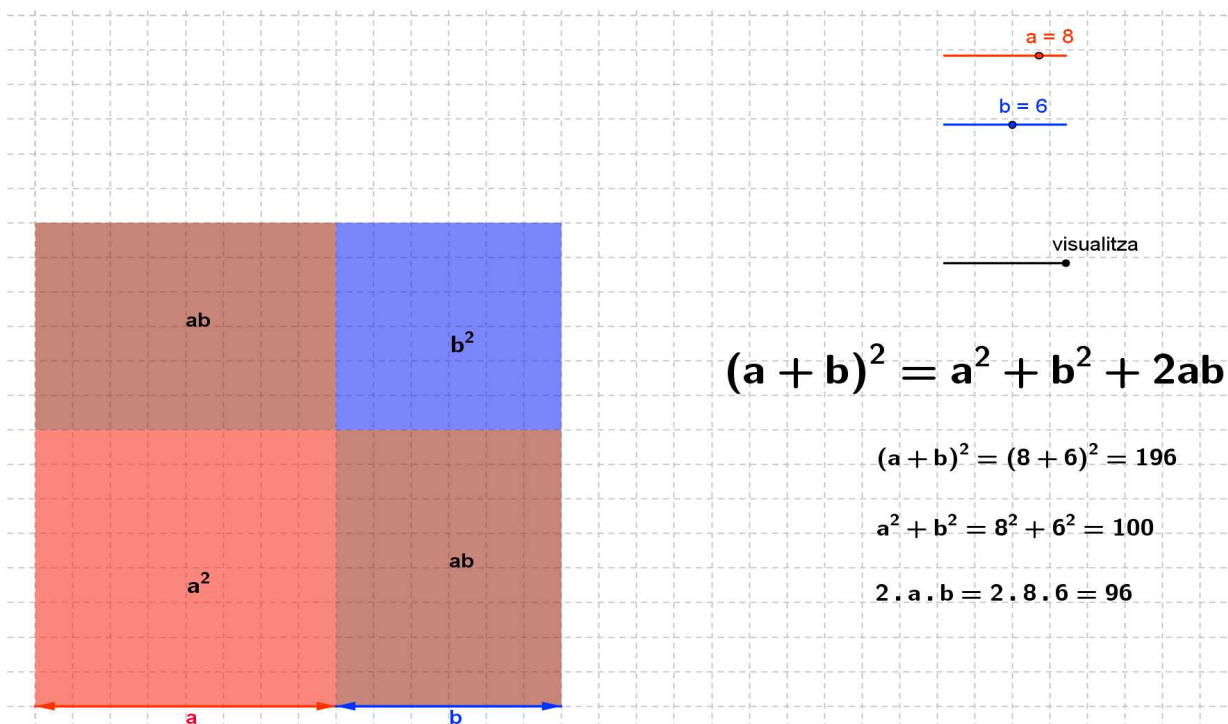 a = 8
b = 6
visualitza
ab
b²
(a + b)² = a² + b² + 2ab
(a + b)² = (8 + 6)² = 196
a² + b² = 8² + 6² = 100
a²
ab
2 . a . b = 2 . 8 . 6 = 96
a
b